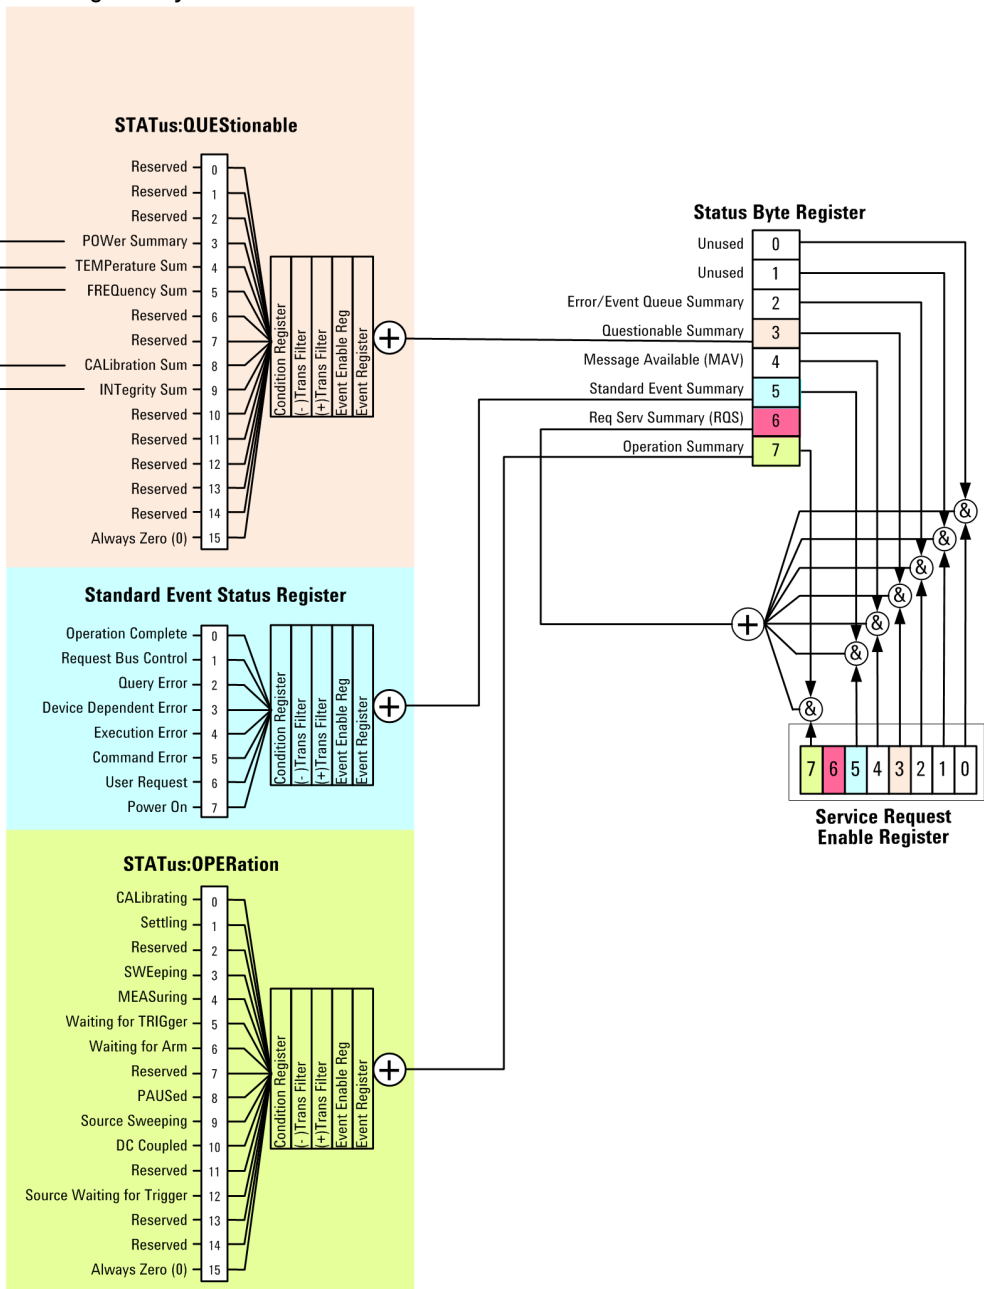 STATus:QUEStionable
Reserved 0
Reserved 1
Reserved 2
POWer Summary 3
TEMPerature Sum 4
FREQuency Sum 5
Reserved 6
Reserved 7
CALibration Sum 8
INTegrity Sum 9
Reserved 10
Reserved 11
Reserved 12
Reserved 13
Reserved 14
Always Zero (0) 15
Condition Register
(-)Trans Filter
(+)Trans Filter
Event Enable Reg
Event Register
+
Standard Event Status Register
Operation Complete 0
Request Bus Control 1
Query Error 2
Device Dependent Error 3
Execution Error 4
Command Error 5
User Request 6
Power On 7
Condition Register
(-)Trans Filter
(+)Trans Filter
Event Enable Reg
Event Register
+
STATus:OPERation
CALibrating 0
Settling 1
Reserved 2
SWEeping 3
MEASuring 4
Waiting for TRIGger 5
Waiting for Arm 6
Reserved 7
PAUSed 8
Source Sweeping 9
DC Coupled 10
Reserved 11
Source Waiting for Trigger 12
Reserved 13
Reserved 14
Always Zero (0) 15
Condition Register
(-)Trans Filter
(+)Trans Filter
Event Enable Reg
Event Register
+
Status Byte Register
Unused 0
Unused 1
Error/Event Queue Summary 2
Questionable Summary 3
Message Available (MAV) 4
Standard Event Summary 5
Req Serv Summary (RQS) 6
Operation Summary 7
&
&
&
&
&
&
&
+
7 6 5 4 3 2 1 0
Service Request
Enable Register